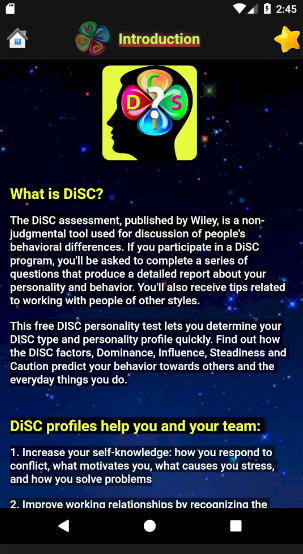 2:45
Introduction
D C S i ?
What is DiSC?
The DiSC assessment, published by Wiley, is a non-
judgmental tool used for discussion of people's
behavioral differences. If you participate in a DiSC
program, you'll be asked to complete a series of
questions that produce a detailed report about your
personality and behavior. You'll also receive tips related
to working with people of other styles.
This free DISC personality test lets you determine your
DISC type and personality profile quickly. Find out how
the DISC factors, Dominance, Influence, Steadiness and
Caution predict your behavior towards others and the
everyday things you do."
DiSC profiles help you and your team:
1. Increase your self-knowledge: how you respond to
conflict, what motivates you, what causes you stress,
and how you solve problems
2. Improve working relationships by recognizing the